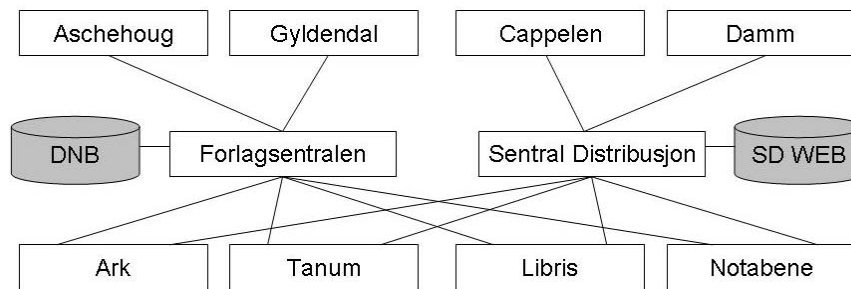 Aschehoug
Gyldendal
Cappelen
Damm
DNB
Forlagsentralen
Sentral Distribusjon
SD WEB
Ark
Tanum
Libris
Notabene